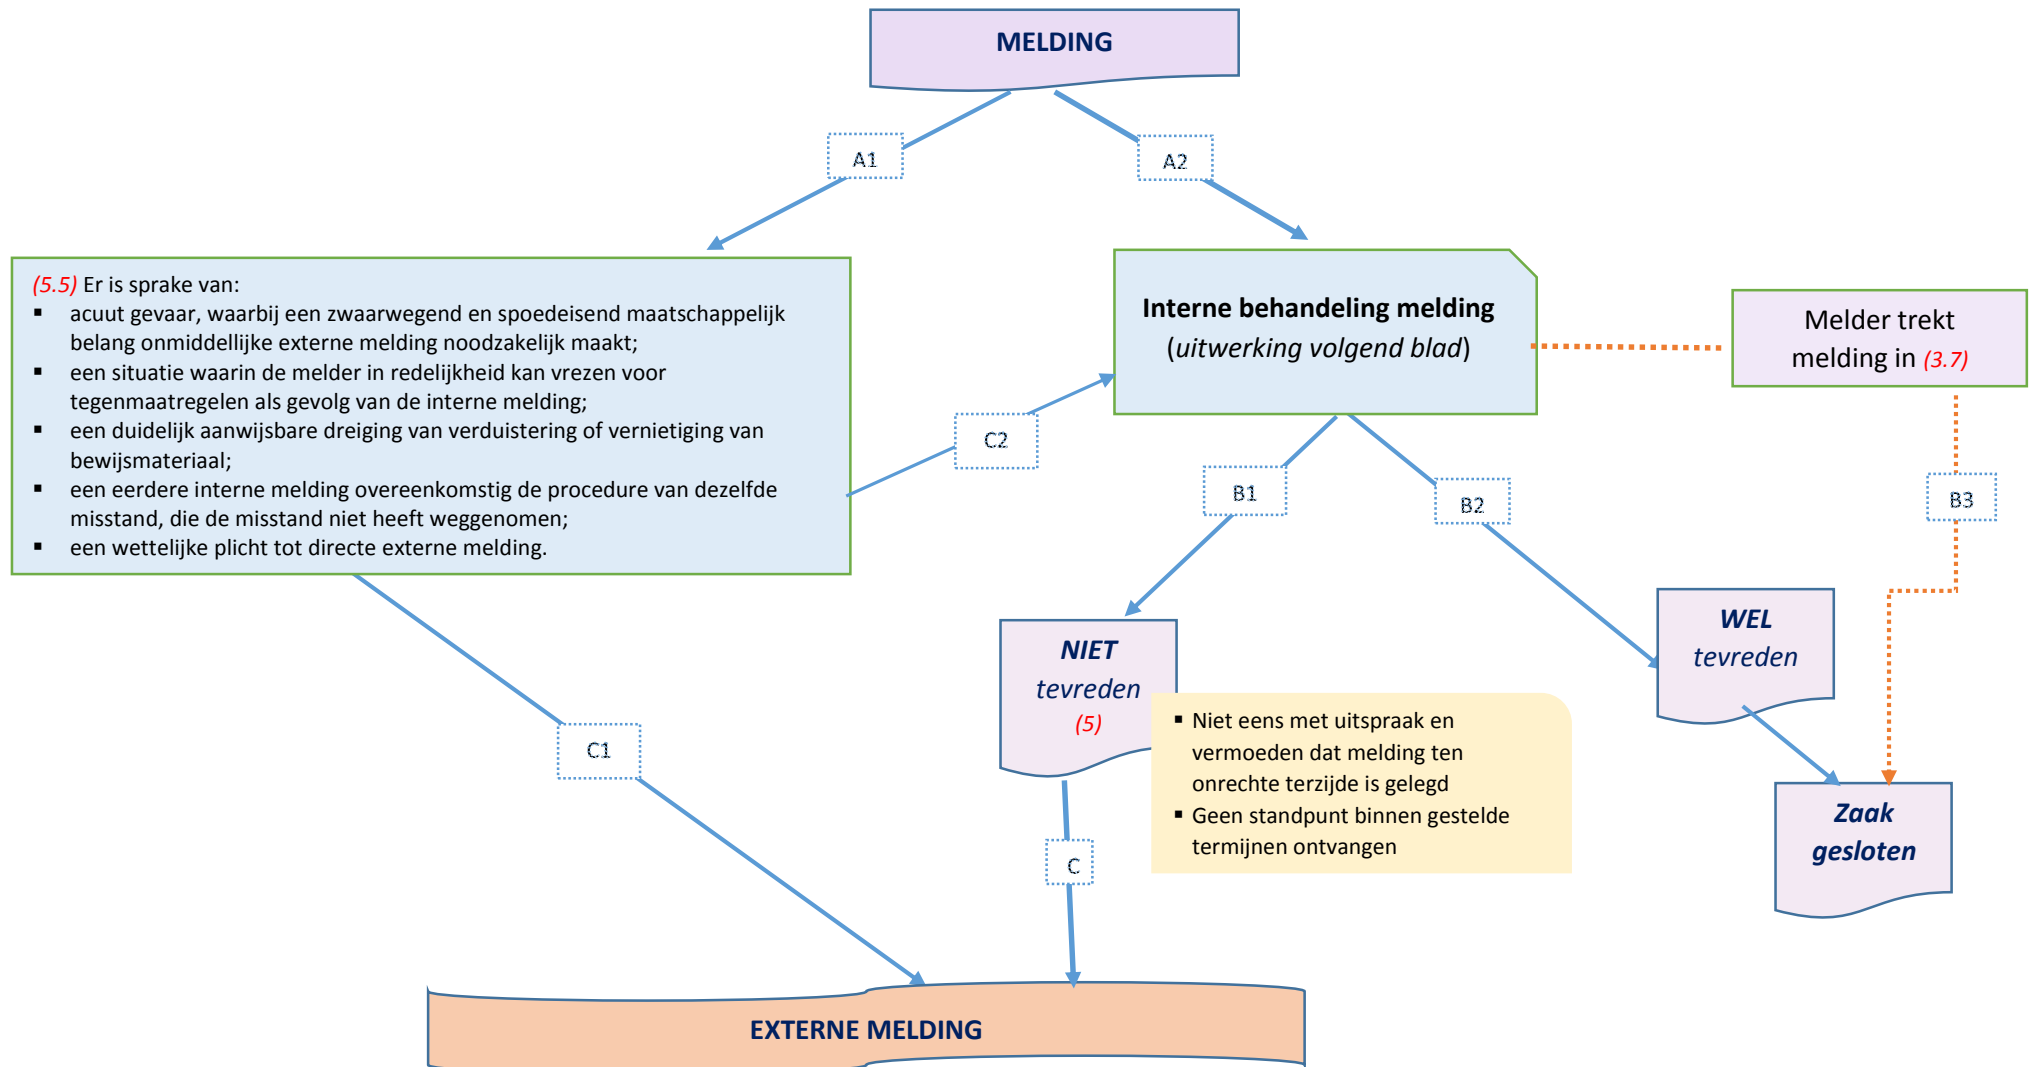 MELDING
A1
A2
(5.5) Er is sprake van:
▪ acuut gevaar, waarbij een zwaarwegend en spoedeisend maatschappelijk
belang onmiddellijke externe melding noodzakelijk maakt;
▪ een situatie waarin de melder in redelijkheid kan vrezen voor
tegenmaatregelen als gevolg van de interne melding;
▪ een duidelijk aanwijsbare dreiging van verduistering of vernietiging van
bewijsmateriaal;
▪ een eerdere interne melding overeenkomstig de procedure van dezelfde
misstand, die de misstand niet heeft weggenomen;
▪ een wettelijke plicht tot directe externe melding.
Interne behandeling melding
(uitwerking volgend blad)
Melder trekt
melding in (3.7)
C2
B1
B2
B3
NIET
tevreden
(5)
▪ Niet eens met uitspraak en
vermoeden dat melding ten
onrechte terzijde is gelegd
▪ Geen standpunt binnen gestelde
termijnen ontvangen
WEL
tevreden
C1
C
Zaak
gesloten
EXTERNE MELDING